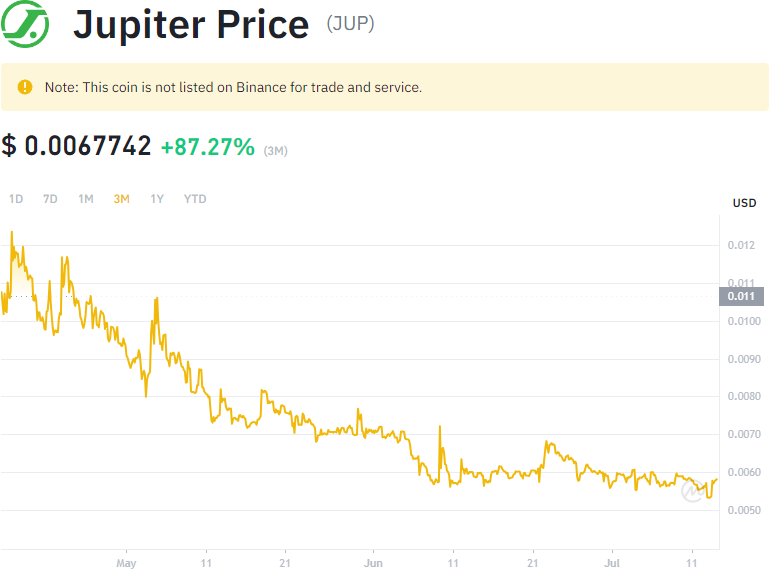 Jupiter Price (JUP)
Note: This coin is not listed on Binance for trade and service.
$ 0.0067742 +87.27% (3M)
1D 7D 1M 3M 1Y YTD
USD
0.012
0.011
0.011
0.0100
0.0090
0.0080
0.0070
0.0060
0.0050
May 11 21 Jun 11 21 Jul 11